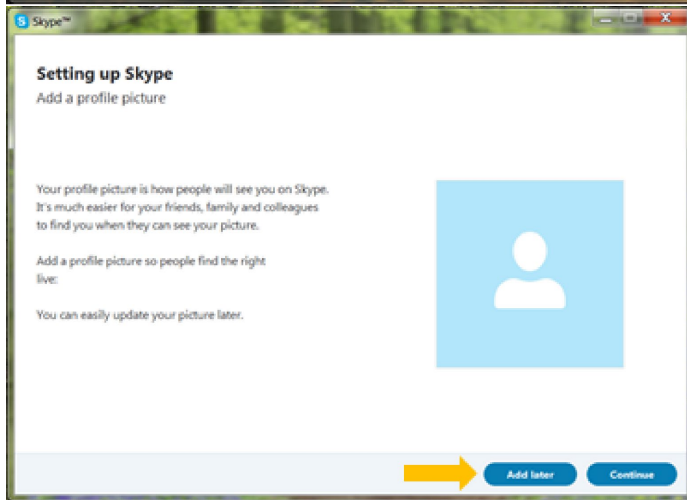 Skype™
Setting up Skype
Add a profile picture
Your profile picture is how people will see you on Skype.
It's much easier for your friends, family and colleagues
to find you when they can see your picture.
Add a profile picture so people find the right
live:
You can easily update your picture later.
Add later
Continue